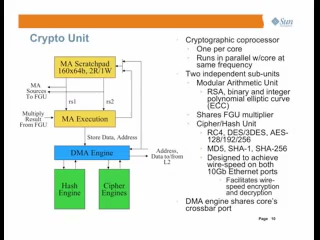 Sun
Crypto Unit
MA Scratchpad
160x64b, 2R/1W
MA
Sources
To FGU
rs1
rs2
Multiply
Result
From FGU
MA Execution
Store Data, Address
DMA Engine
Address,
Data to/from
L2
Hash
Engine
Cipher
Engines
Cryptographic coprocessor
One per core
Runs in parallel w/core at
same frequency
Two independent sub-units
Modular Arithmetic Unit
RSA, binary and integer
polynomial elliptic curve
(ECC)
Shares FGU multiplier
Cipher/Hash Unit
RC4, DES/3DES, AES-
128/192/256
MD5, SHA-1, SHA-256
Designed to achieve
wire-speed on both
10Gb Ethernet ports
Facilitates wire-
speed encryption
and decryption
DMA engine shares core's
crossbar port
Page 10